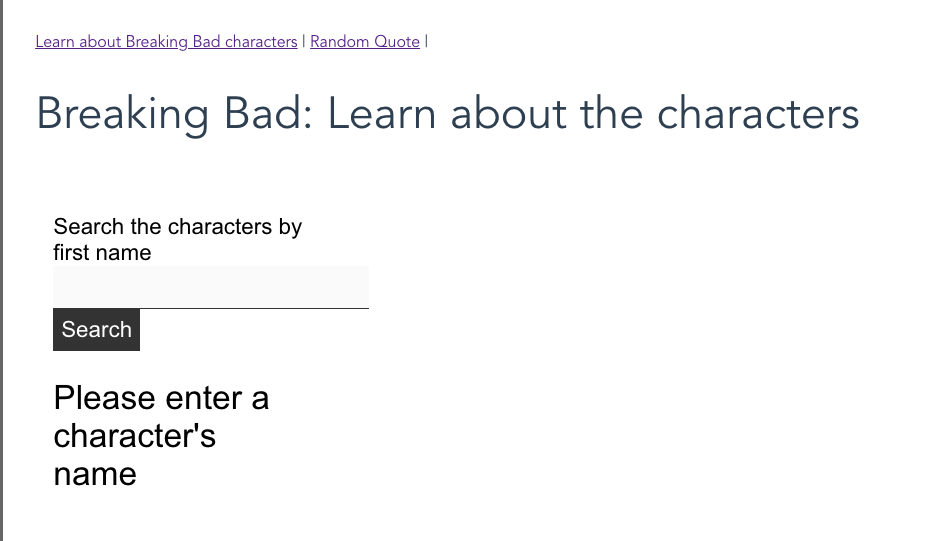 Learn about Breaking Bad characters | Random Quote |
Breaking Bad: Learn about the characters
Search the characters by
first name
Search
Please enter a
character's
name